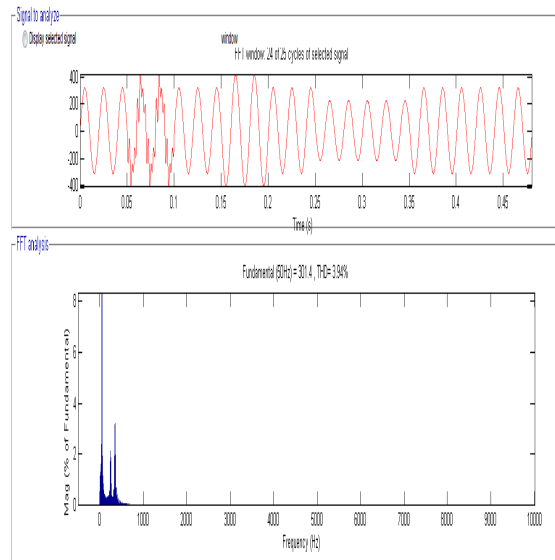 Signal to analyze
Display selected signal
window
FFT window: 24 of 25 cycles of selected signal
400
200
0
-200
-400
0 0.05 0.1 0.15 0.2 0.25 0.3 0.35 0.4 0.45
Time (s)
FFT analysis
Fundamental (50Hz) = 301.4 , THD= 3.94%
8
6
4
2
0
Mag (% of Fundamental)
0 1000 2000 3000 4000 5000 6000 7000 8000 9000 10000
Frequency (Hz)